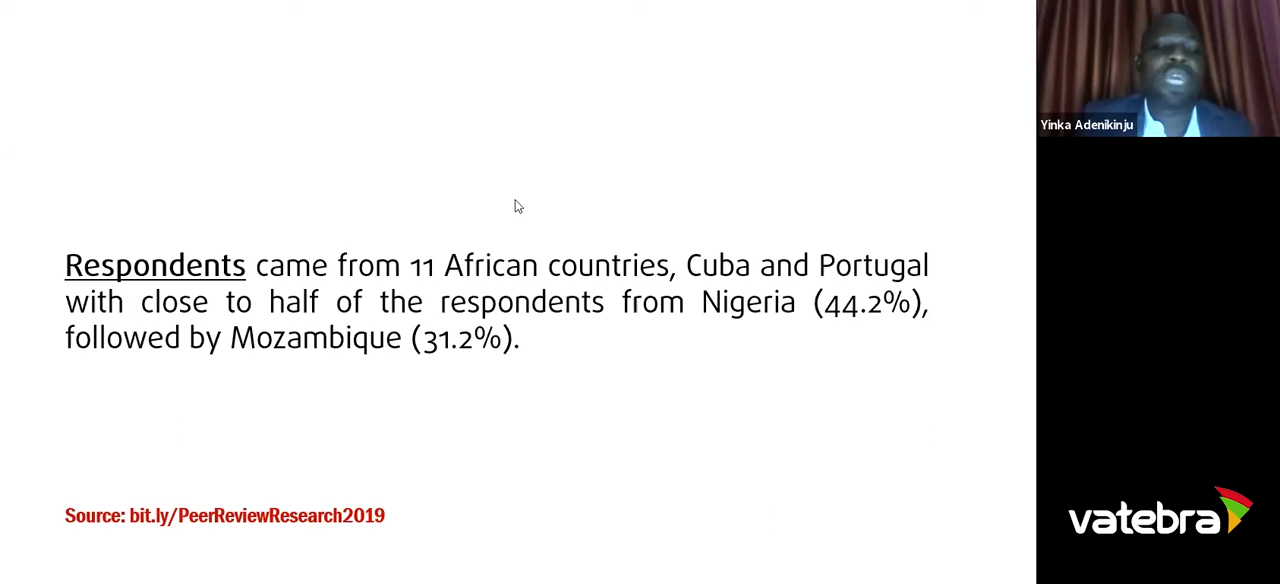 Yinka Adenikinju
Respondents came from 11 African countries, Cuba and Portugal
with close to half of the respondents from Nigeria (44.2%),
followed by Mozambique (31.2%).
Source: bit.ly/PeerReviewResearch2019
vatebra